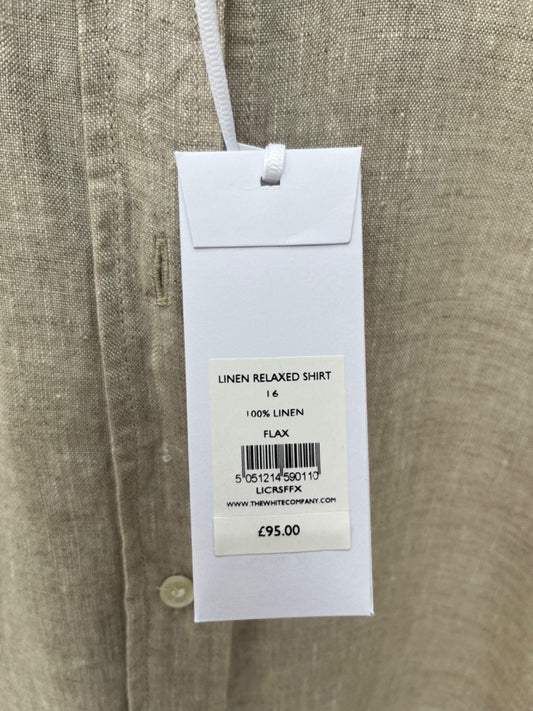 LINEN RELAXED SHIRT
16
100% LINEN
FLAX
5 051214 590110
LICRSFFX
WWW.THEWHITECOMPANY.COM
£95.00